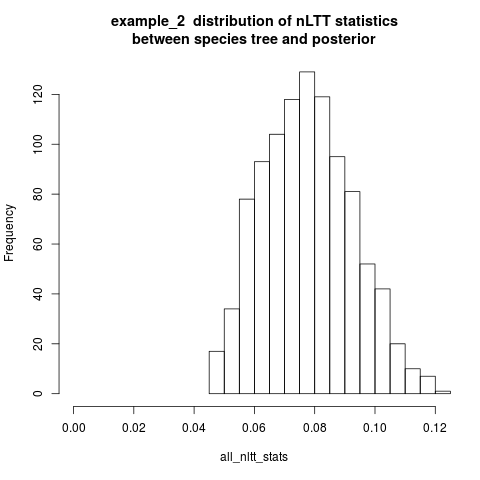 example_2 distribution of nLTT statistics
between species tree and posterior
Frequency
120
100
80
60
40
20
0
0.00 0.02 0.04 0.06 0.08 0.10 0.12
all_nltt_stats